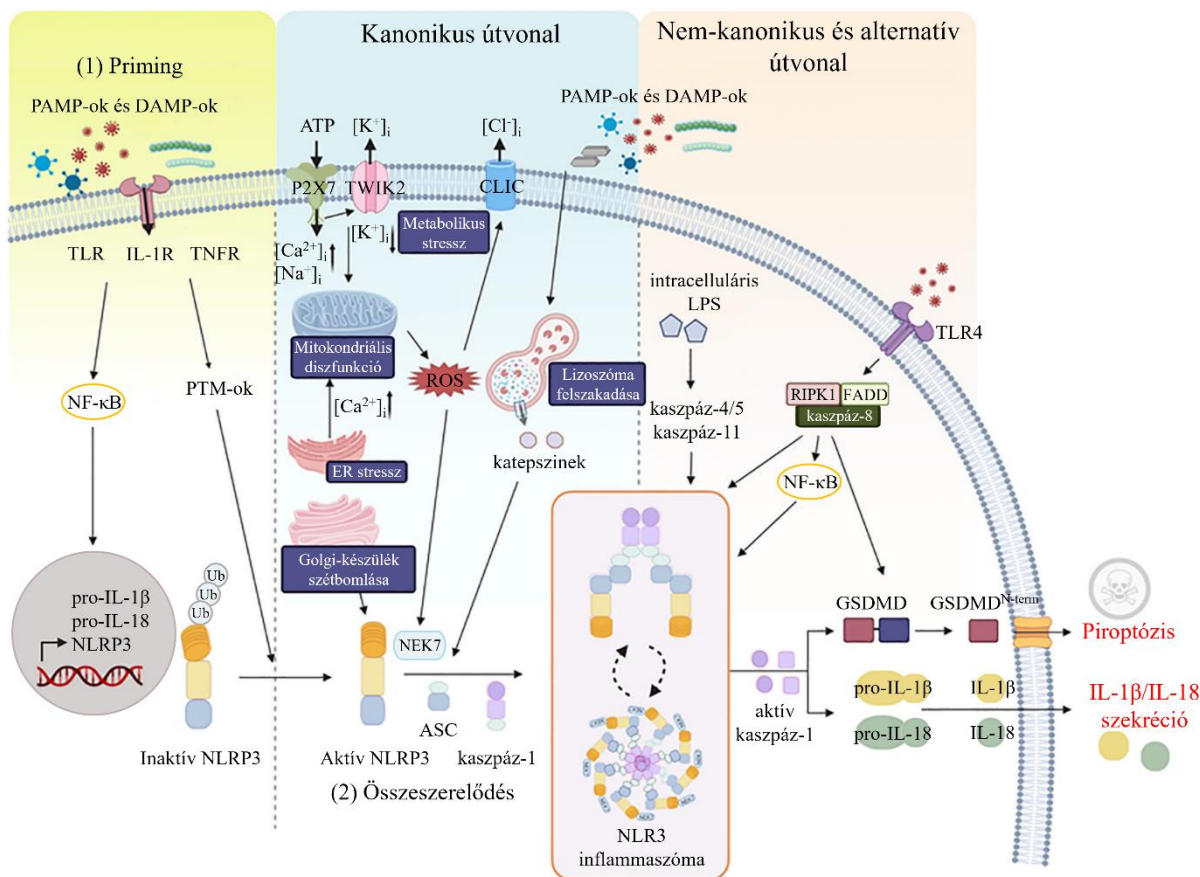 (1) Priming
PAMP-ok és DAMP-ok
TLR
IL-1R
TNFR
NF-κB
PTM-ok
pro-IL-1β
pro-IL-18
NLRP3
Ub
Ub
Ub
Inaktív NLRP3
Kanonikus útvonal
ATP
[K⁺]ᵢ
[Cl⁻]ᵢ
P2X7
TWIK2
CLIC
[Ca²⁺]ᵢ
[Na⁺]ᵢ
[K⁺]ᵢ
Metabolikus
stressz
Mitokondriális
diszfunkció
ROS
[Ca²⁺]ᵢ
ER stressz
Lizoszóma
felszakadása
katepszinek
Golgi-készülék
szétbomlása
NEK7
ASC
kaszpáz-1
Aktív NLRP3
(2) Összeszerelődés
Nem-kanonikus és alternatív
útvonal
PAMP-ok és DAMP-ok
intracelluláris
LPS
kaszpáz-4/5
kaszpáz-11
TLR4
RIPK1
FADD
kaszpáz-8
NF-κB
NLR3
inflammaszóma
aktív
kaszpáz-1
GSDMD
GSDMD^N-term
pro-IL-1β
IL-1β
pro-IL-18
IL-18
Piroptózis
IL-1β/IL-18
szekréció